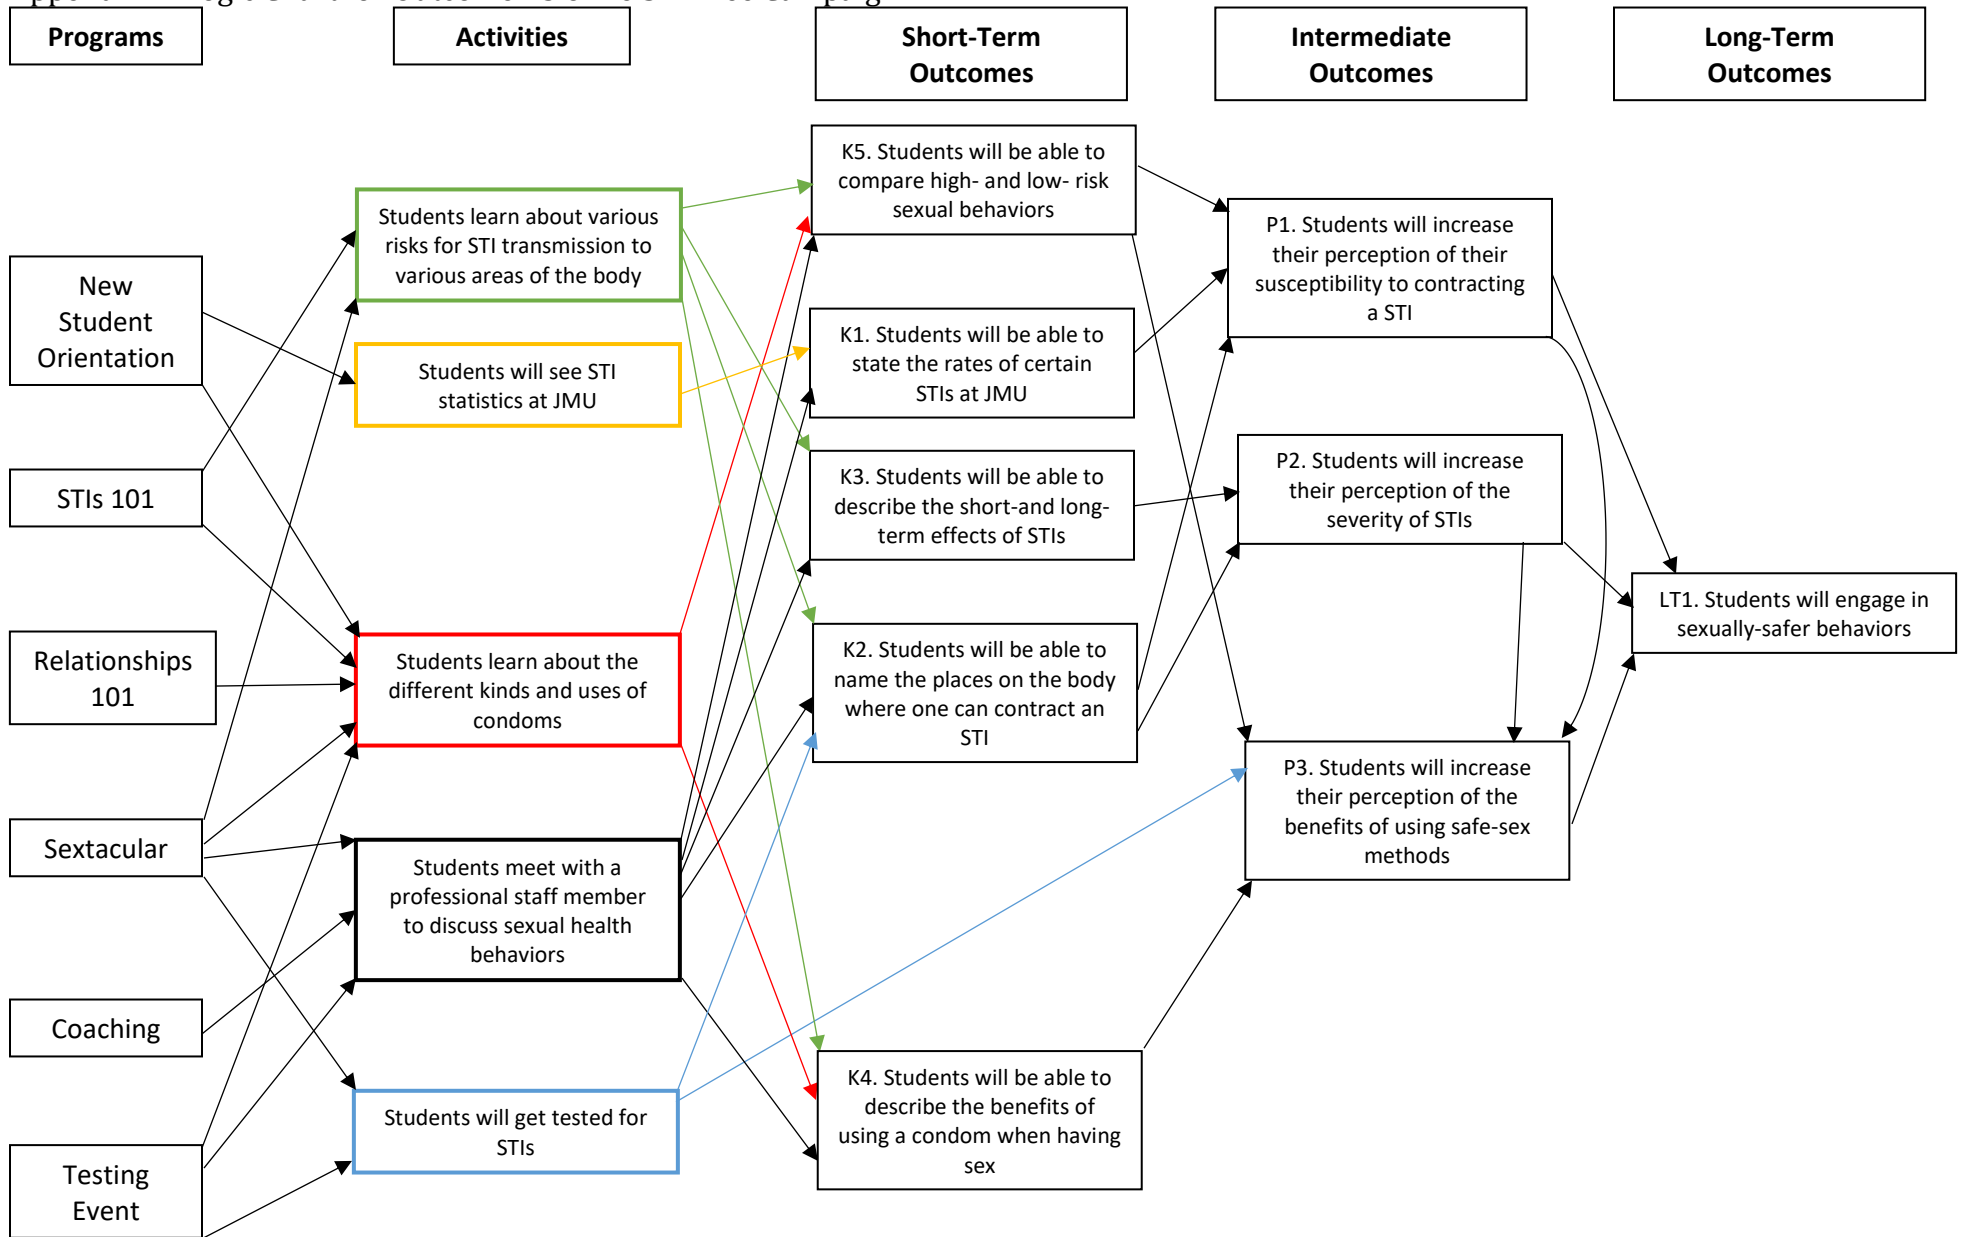 Programs
Activities
Short-Term
Outcomes
Intermediate
Outcomes
Long-Term
Outcomes
New
Student
Orientation
STIs 101
Relationships
101
Sextacular
Coaching
Testing
Event
Students learn about various
risks for STI transmission to
various areas of the body
Students will see STI
statistics at JMU
Students learn about the
different kinds and uses of
condoms
Students meet with a
professional staff member
to discuss sexual health
behaviors
Students will get tested for
STIs
K5. Students will be able to
compare high- and low- risk
sexual behaviors
K1. Students will be able to
state the rates of certain
STIs at JMU
K3. Students will be able to
describe the short-and long-
term effects of STIs
K2. Students will be able to
name the places on the body
where one can contract an
STI
K4. Students will be able to
describe the benefits of
using a condom when having
sex
P1. Students will increase
their perception of their
susceptibility to contracting
a STI
P2. Students will increase
their perception of the
severity of STIs
P3. Students will increase
their perception of the
benefits of using safe-sex
methods
LT1. Students will engage in
sexually-safer behaviors